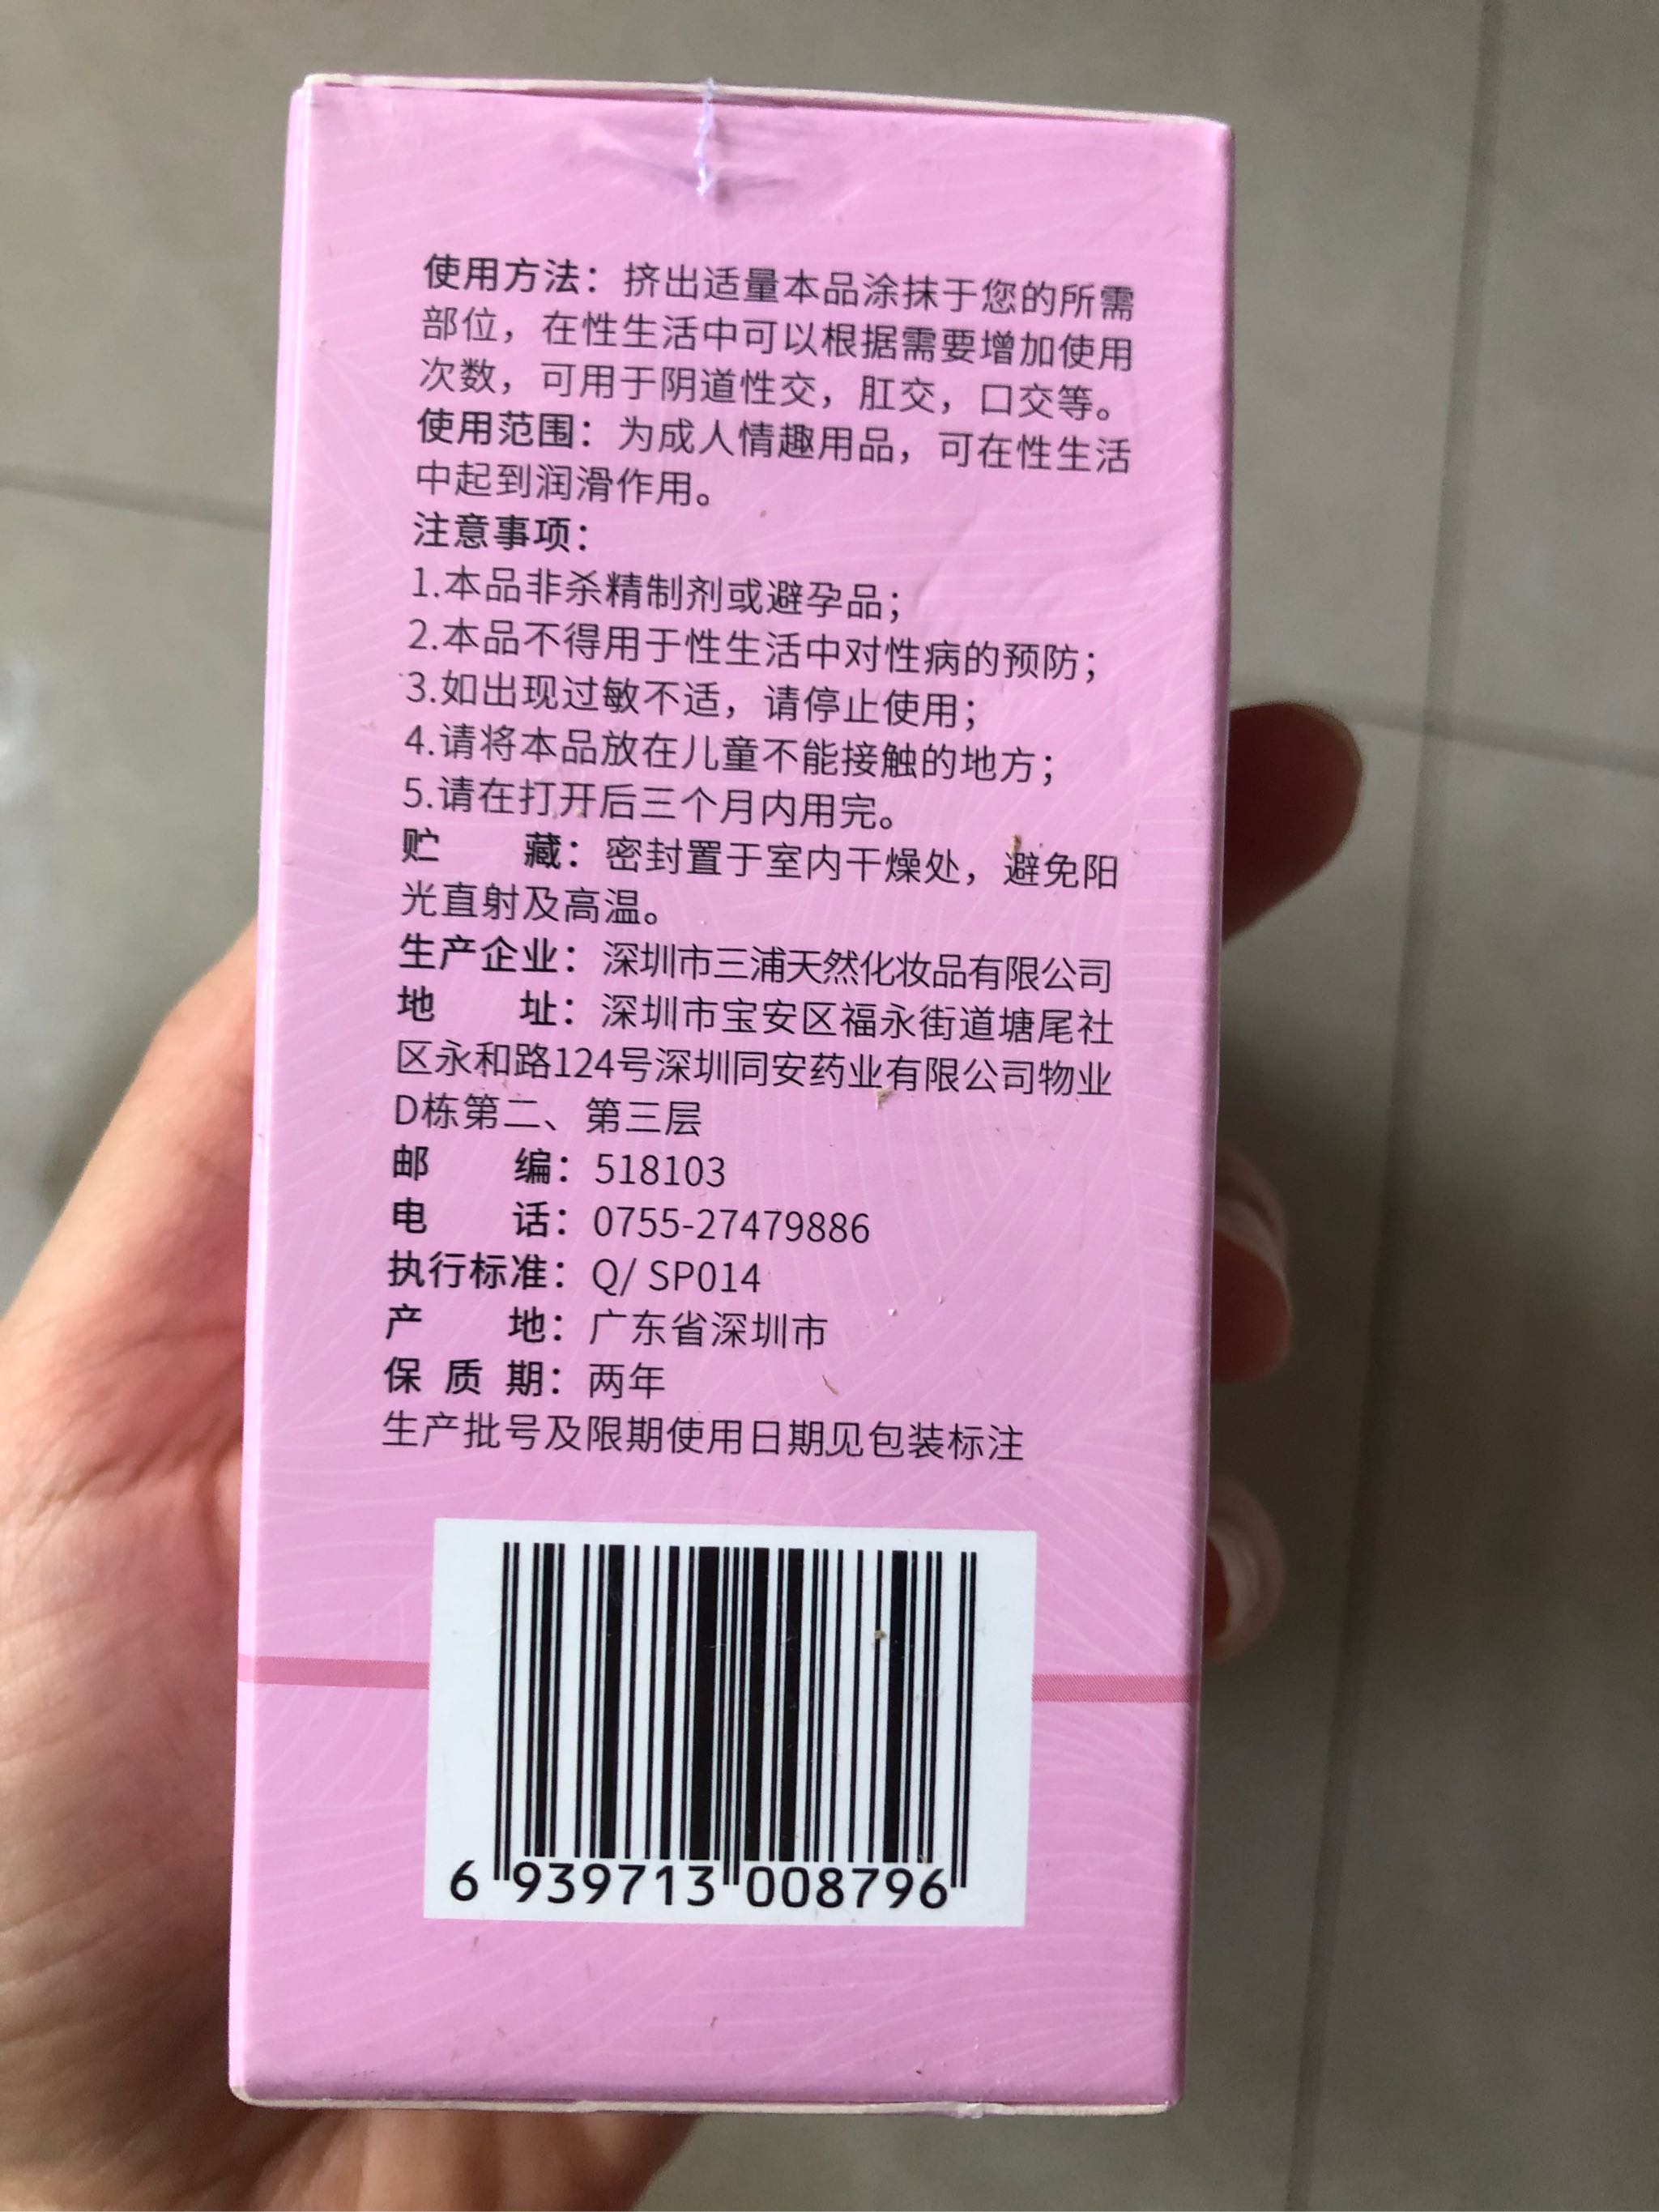 使用方法：挤出适量本品涂抹于您的所需
部位，在性生活中可以根据需要增加使用
次数，可用于阴道性交，肛交，口交等。
使用范围：为成人情趣用品，可在性生活
中起到润滑作用。
注意事项：
1.本品非杀精制剂或避孕品；
2.本品不得用于性生活中对性病的预防；
3.如出现过敏不适，请停止使用；
4.请将本品放在儿童不能接触的地方；
5.请在打开后三个月内用完。
贮 藏：密封置于室内干燥处，避免阳
光直射及高温。
生产企业：深圳市三浦天然化妆品有限公司
地 址：深圳市宝安区福永街道塘尾社
区永和路124号深圳同安药业有限公司物业
D栋第二、第三层
邮 编：518103
电 话：0755-27479886
执行标准：Q/ SP014
产 地：广东省深圳市
保 质 期：两年
生产批号及限期使用日期见包装标注
6 939713 008796